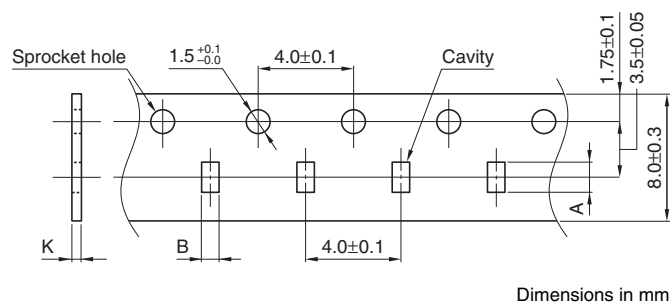 Sprocket hole
1.5 +0.1 −0.0
4.0±0.1
Cavity
1.75±0.1
3.5±0.05
8.0±0.3
A
K
B
4.0±0.1
Dimensions in mm